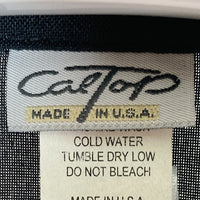 CalTop
MADE IN U.S.A.
COLD WATER
TUMBLE DRY LOW
DO NOT BLEACH
MADE IN U.S.A